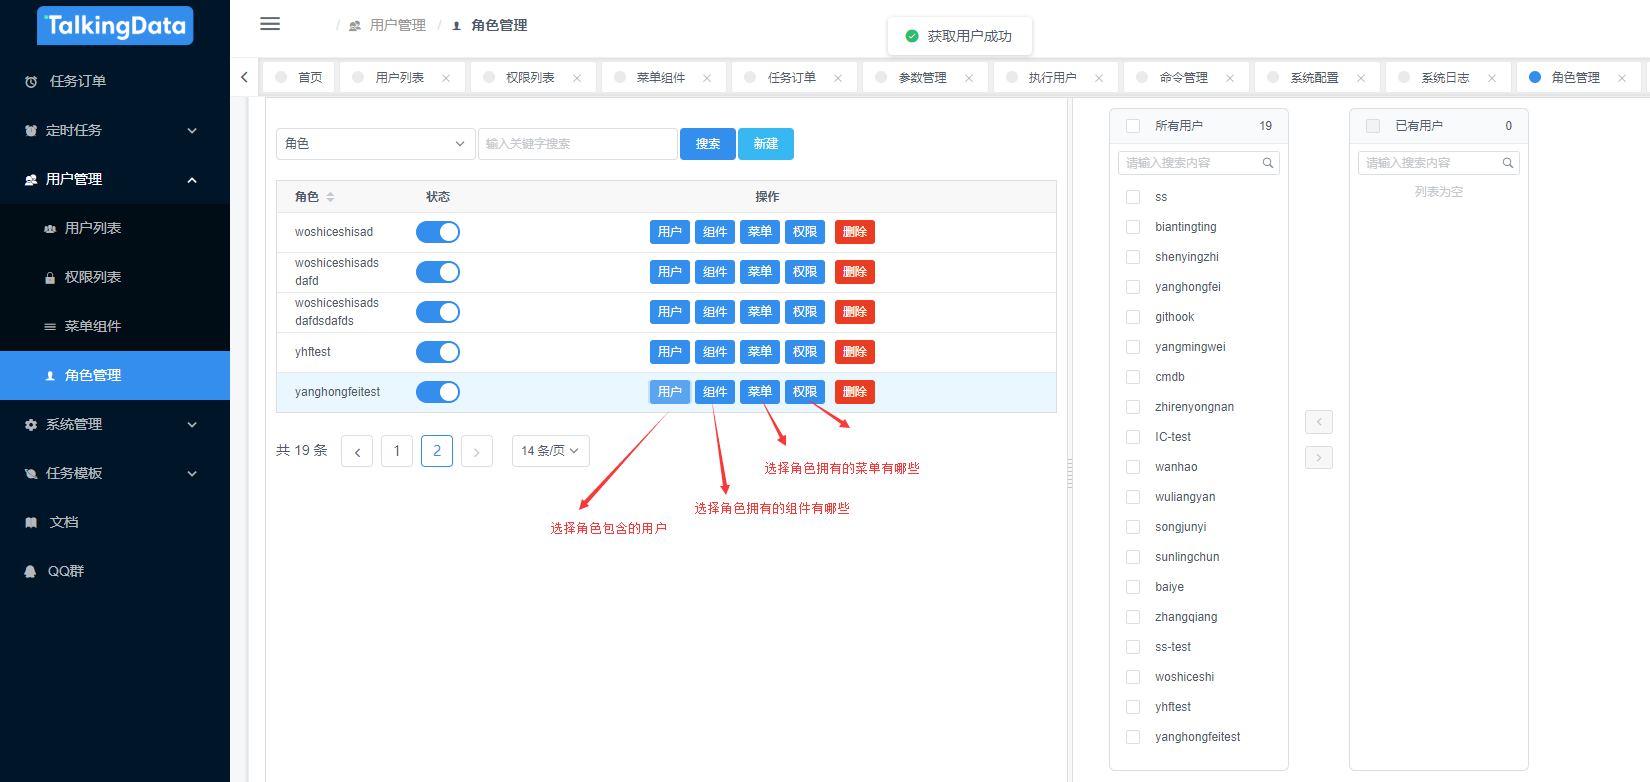 TalkingData
任务订单
定时任务
用户管理
用户列表
权限列表
菜单组件
角色管理
系统管理
任务模板
文档
QQ群
/ 用户管理 / 角色管理
获取用户成功
首页 用户列表 × 权限列表 × 菜单组件 × 任务订单 × 参数管理 × 执行用户 × 命令管理 × 系统配置 × 系统日志 × 角色管理 ×
角色 输入关键字搜索 搜索 新建
角色 状态 操作
woshiceshisad 用户 组件 菜单 权限 删除
woshiceshisads
dafd
用户 组件 菜单 权限 删除
woshiceshisads
dafdsdafds
用户 组件 菜单 权限 删除
yhftest 用户 组件 菜单 权限 删除
yanghongfeitest 用户 组件 菜单 权限 删除
共 19 条 < 1 2 > 14 条/页
选择角色拥有的菜单有哪些
选择角色拥有的组件有哪些
选择角色包含的用户
所有用户 19
请输入搜索内容
ss
biantingting
shenyingzhi
yanghongfei
githook
yangmingwei
cmdb
zhirenyongnan
IC-test
wanhao
wuliangyan
songjunyi
sunlingchun
baiye
zhangqiang
ss-test
woshiceshi
yhftest
yanghongfeitest
<
>
已有用户 0
请输入搜索内容
列表为空